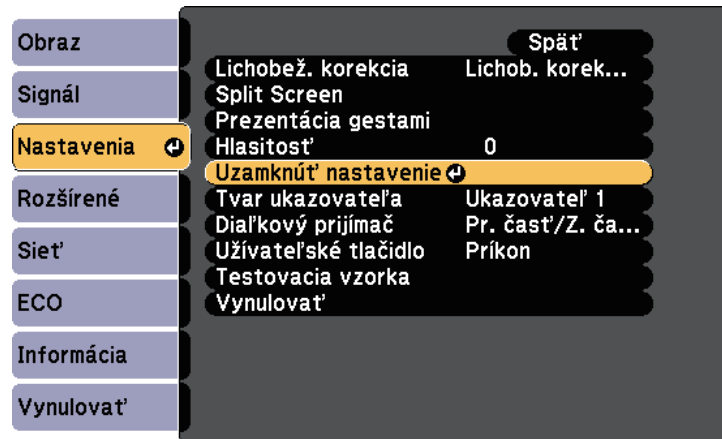 Obraz
Signál
Nastavenia
Rozšírené
Sieť
ECO
Informácia
Vynulovať
Späť
Lichobež. korekcia Lichob. korek...
Split Screen
Prezentácia gestami
Hlasitosť 0
Uzamknúť nastavenie
Tvar ukazovateľa Ukazovateľ 1
Diaľkový prijímač Pr. časť/Z. ča...
Užívateľské tlačidlo Príkon
Testovacia vzorka
Vynulovať